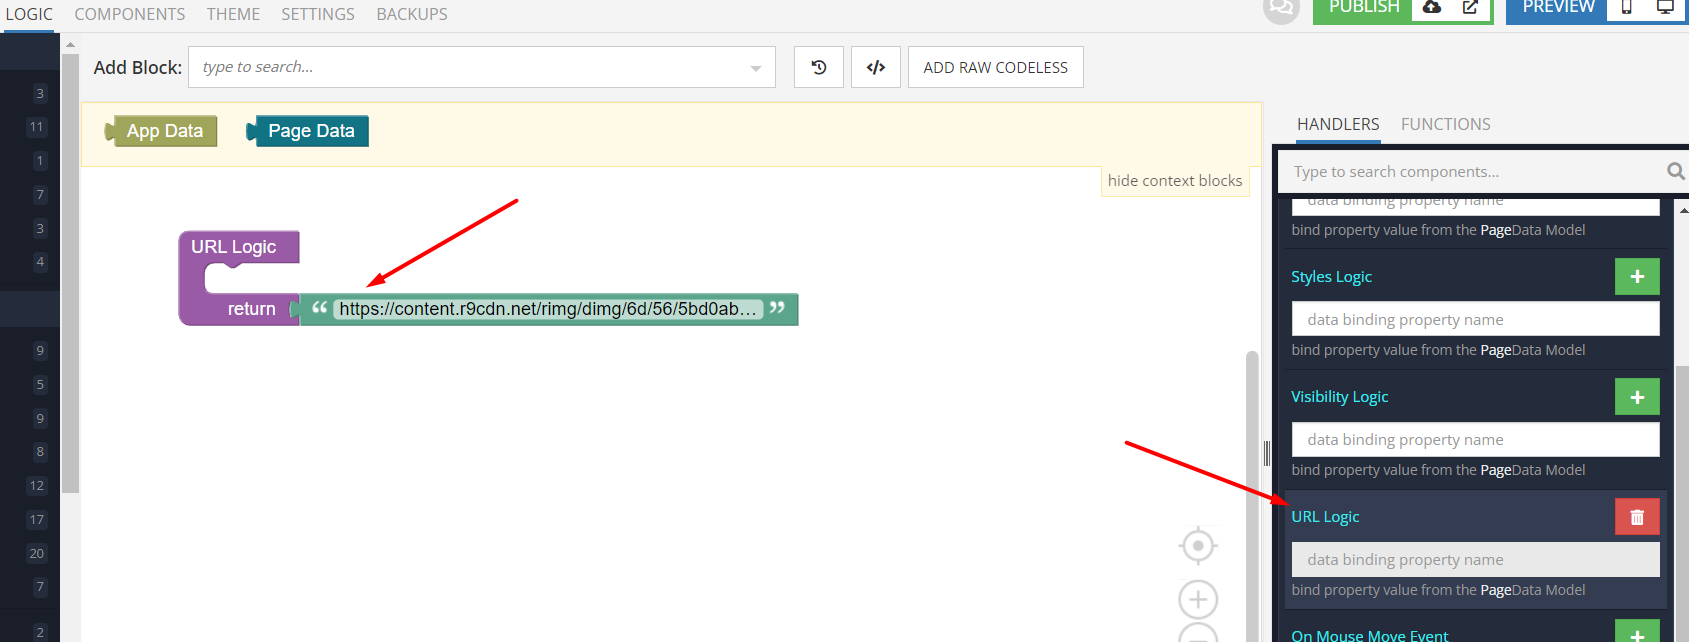 LOGIC COMPONENTS THEME SETTINGS BACKUPS PUBLISH PREVIEW
Add Block: type to search... </> ADD RAW CODELESS
App Data Page Data
hide context blocks
URL Logic
return “ https://content.r9cdn.net/rimg/dimg/6d/56/5bd0ab... ”
3
11
1
7
3
4
9
5
9
8
12
17
20
7
2
HANDLERS FUNCTIONS
Type to search components...
data binding property name
bind property value from the PageData Model
Styles Logic
data binding property name
bind property value from the PageData Model
Visibility Logic
data binding property name
bind property value from the PageData Model
URL Logic
data binding property name
bind property value from the PageData Model
On Mouse Move Event